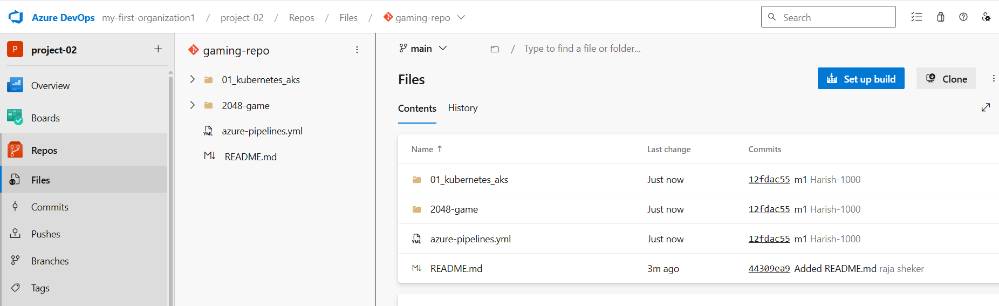 Azure DevOps my-first-organization1 / project-02 / Repos / Files / gaming-repo
Search
P project-02 +
Overview
Boards
Repos
Files
Commits
Pushes
Branches
Tags
gaming-repo
01_kubernetes_aks
2048-game
YML azure-pipelines.yml
M↓ README.md
main
/ Type to find a file or folder...
Files
Set up build
Clone
Contents History
Name ↑ Last change Commits
01_kubernetes_aks Just now 12fdac55 m1 Harish-1000
2048-game Just now 12fdac55 m1 Harish-1000
YML azure-pipelines.yml Just now 12fdac55 m1 Harish-1000
M↓ README.md 3m ago 44309ea9 Added README.md raja sheker